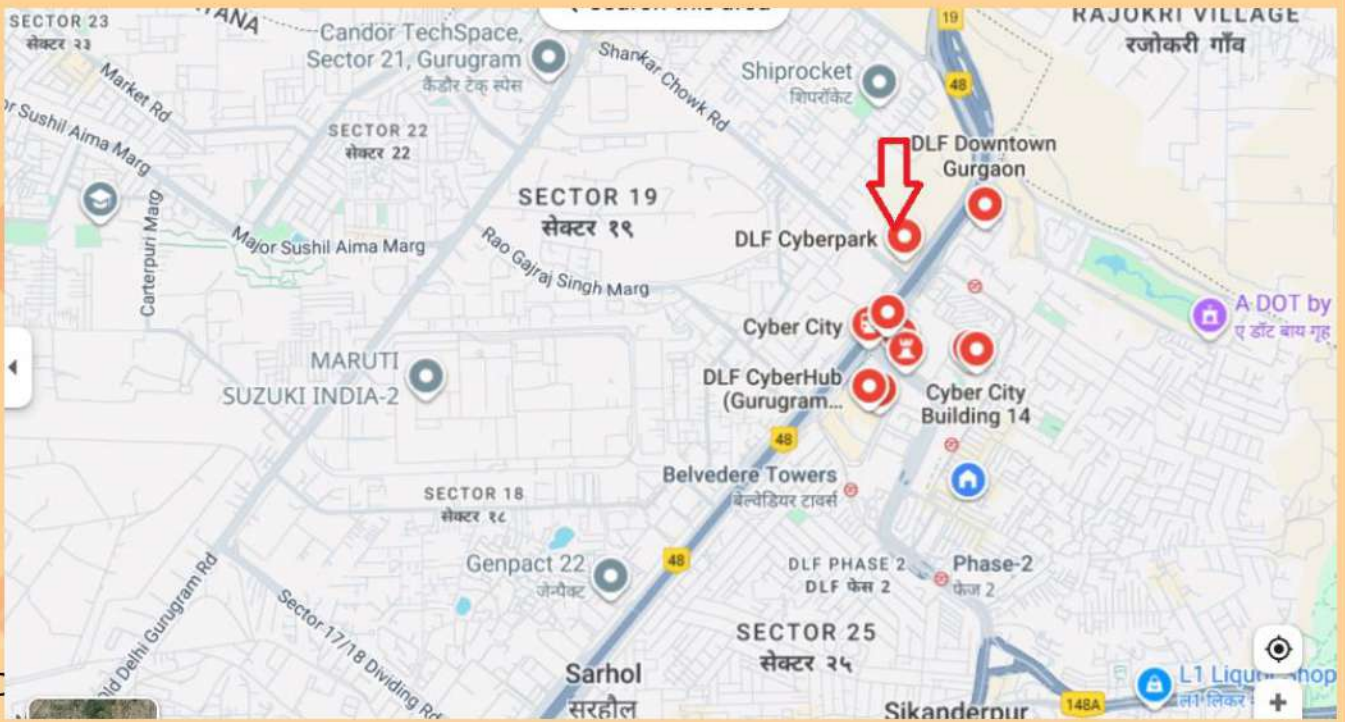 SECTOR 23
सेक्टर २३
Market Rd
Sushil Aima Marg
Carterpuri Marg
Candor TechSpace,
Sector 21, Gurugram
कैंडोर टेक् स्पेस
SECTOR 22
सेक्टर 22
Major Sushil Aima Marg
Shankar Chowk Rd
Shiprocket
शिपरॉकेट
19
48
RAJOKRI VILLAGE
रजोकरी गाँव
DLF Downtown
Gurgaon
SECTOR 19
सेक्टर १९
Rao Gajraj Singh Marg
DLF Cyberpark
Cyber City
DLF CyberHub
(Gurugram...
Cyber City
Building 14
A DOT by
ए डॉट बाय गृह
MARUTI
SUZUKI INDIA-2
48
Belvedere Towers
बेल्वेडियर टावर्स
SECTOR 18
सेक्टर १८
Genpact 22
जेन्पैक्ट
48
DLF PHASE 2
DLF फेस 2
Phase-2
फेज 2
Old Delhi Gurugram Rd
Sector 17/18 Dividing Rd
SECTOR 25
सेक्टर २५
Sarhol
सरहौल
Sikanderpur
148A
L1 Liquor Shop
ल1 लिकर